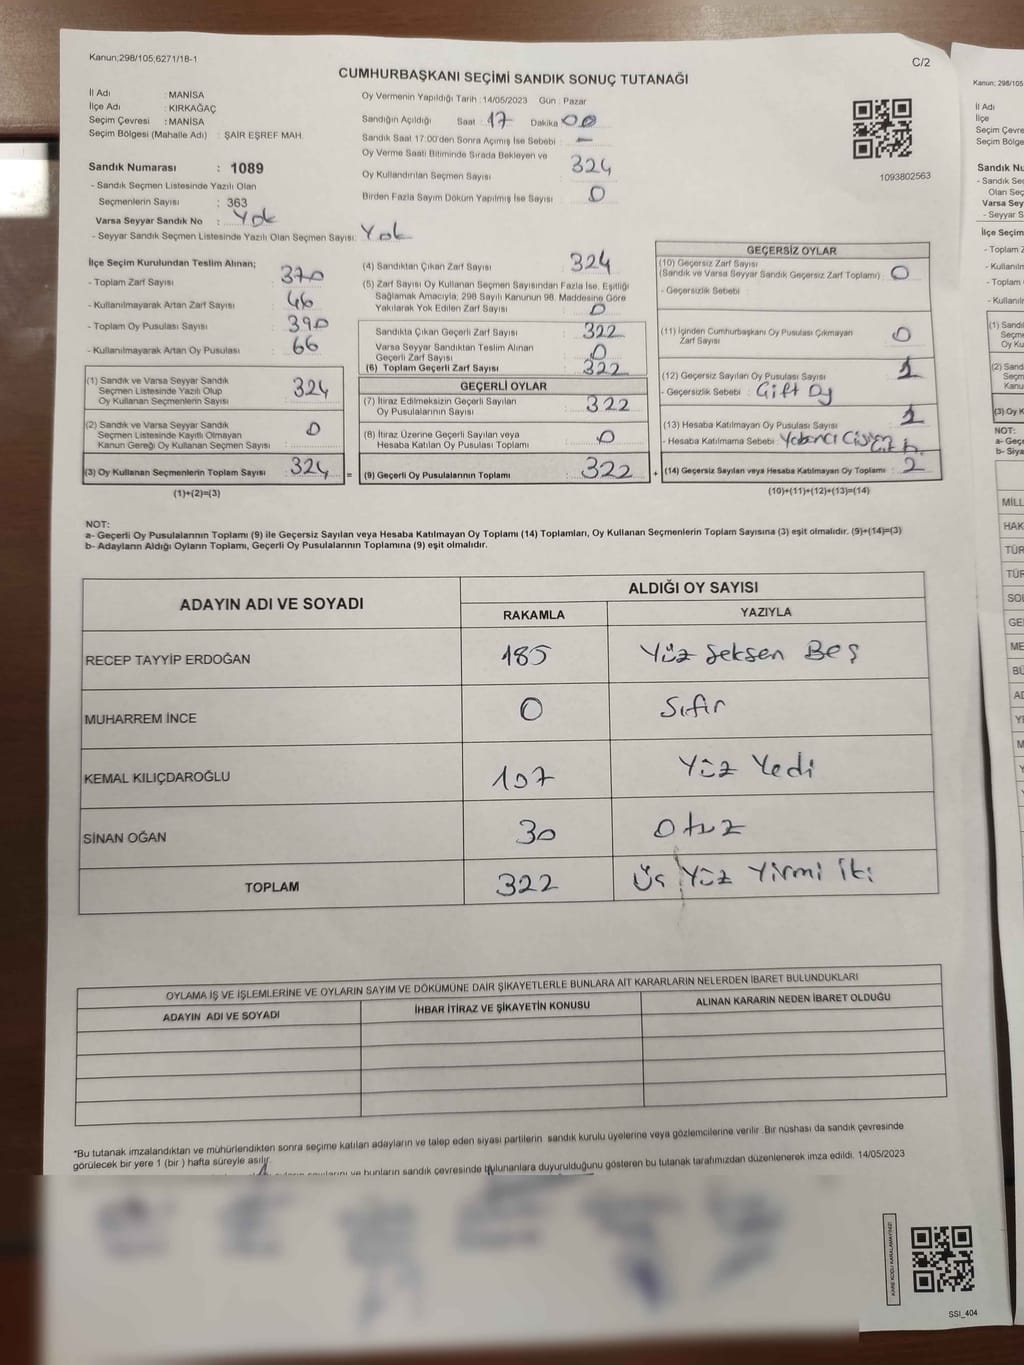 Kanun;298/105,6271/18-1
C/2
CUMHURBAŞKANI SEÇİMİ SANDIK SONUÇ TUTANAĞI
İl Adı : MANİSA
İlçe Adı : KIRKAĞAÇ
Seçim Çevresi : MANİSA
Seçim Bölgesi (Mahalle Adı) : ŞAİR EŞREF MAH.
Sandık Numarası : 1089
- Sandık Seçmen Listesinde Yazılı Olan
Seçmenlerin Sayısı : 363
Varsa Seyyar Sandık No : Yok
- Seyyar Sandık Seçmen Listesinde Yazılı Olan Seçmen Sayısı: Yok
Oy Vermenin Yapıldığı Tarih : 14/05/2023 Gün : Pazar
Sandığın Açıldığı Saat : 17 Dakika : 00
Sandık Saat 17:00'den Sonra Açımış İse Sebebi : -
Oy Verme Saati Bitiminde Sırada Bekleyen ve
Oy Kullandırılan Seçmen Sayısı : 324
Birden Fazla Sayım Döküm Yapılmış İse Sayısı : 0
1093802563
İlçe Seçim Kurulundan Teslim Alınan;
- Toplam Zarf Sayısı : 370
- Kullanılmayarak Artan Zarf Sayısı : 46
- Toplam Oy Pusulası Sayısı : 390
- Kullanılmayarak Artan Oy Pusulası : 66
(1) Sandık ve Varsa Seyyar Sandık
Seçmen Listesinde Yazılı Olup
Oy Kullanan Seçmenlerin Sayısı : 324
(2) Sandık ve Varsa Seyyar Sandık
Seçmen Listesinde Kayıtlı Olmayan
Kanun Gereği Oy Kullanan Seçmen Sayısı : 0
(3) Oy Kullanan Seçmenlerin Toplam Sayısı : 324 =
(1)+(2)=(3)
(4) Sandıktan Çıkan Zarf Sayısı : 324
(5) Zarf Sayısı Oy Kullanan Seçmen Sayısından Fazla İse, Eşitliği
Sağlamak Amacıyla; 298 Sayılı Kanunun 98. Maddesine Göre
Yakılarak Yok Edilen Zarf Sayısı : 0
Sandıkta Çıkan Geçerli Zarf Sayısı : 322
Varsa Seyyar Sandıktan Teslim Alınan
Geçerli Zarf Sayısı : 0
(6) Toplam Geçerli Zarf Sayısı : 322
GEÇERLİ OYLAR
(7) İtiraz Edilmeksizin Geçerli Sayılan
Oy Pusulalarının Sayısı : 322
(8) İtiraz Üzerine Geçerli Sayılan veya
Hesaba Katılan Oy Pusulası Toplamı : 0
(9) Geçerli Oy Pusulalarının Toplamı : 322 +
GEÇERSİZ OYLAR
(10) Geçersiz Zarf Sayısı
(Sandık ve Varsa Seyyar Sandık Geçersiz Zarf Toplamı) : 0
- Geçersizlik Sebebi :
(11) İçinden Cumhurbaşkanı Oy Pusulası Çıkmayan
Zarf Sayısı : 0
(12) Geçersiz Sayılan Oy Pusulası Sayısı : 1
- Geçersizlik Sebebi : Çift Oy
(13) Hesaba Katılmayan Oy Pusulası Sayısı : 1
- Hesaba Katılmama Sebebi : Yabancı
(14) Geçersiz Sayılan veya Hesaba Katılmayan Oy Toplamı : 2
(10)+(11)+(12)+(13)=(14)
NOT:
a- Geçerli Oy Pusulalarının Toplamı (9) ile Geçersiz Sayılan veya Hesaba Katılmayan Oy Toplamı (14) Toplamları, Oy Kullanan Seçmenlerin Toplam Sayısına (3) eşit olmalıdır. (9)+(14)=(3)
b- Adayların Aldığı Oyların Toplamı, Geçerli Oy Pusulalarının Toplamına (9) eşit olmalıdır.
ADAYIN ADI VE SOYADI
ALDIĞI OY SAYISI
RAKAMLA YAZIYLA
RECEP TAYYİP ERDOĞAN 185 Yüz Seksen Beş
MUHARREM İNCE 0 Sıfır
KEMAL KILIÇDAROĞLU 107 Yüz Yedi
SİNAN OĞAN 30 Otuz
TOPLAM 322 Üç Yüz Yirmi İki
OYLAMA İŞ VE İŞLEMLERİNE VE OYLARIN SAYIM VE DÖKÜMÜNE DAİR ŞİKAYETLERLE BUNLARA AİT KARARLARIN NELERDEN İBARET BULUNDUKLARI
ADAYIN ADI VE SOYADI
İHBAR İTİRAZ VE ŞİKAYETİN KONUSU
ALINAN KARARIN NEDEN İBARET OLDUĞU
*Bu tutanak imzalandıktan ve mühürlendikten sonra seçime katılan adayların ve talep eden siyasi partilerin sandık kurulu üyelerine veya gözlemcilerine verilir. Bir nüshası da sandık çevresinde
görülecek bir yere 1 (bir ) hafta süreyle asılır.
ve bunların sandık çevresinde bulunanlara duyurulduğunu gösteren bu tutanak tarafımızdan düzenlenerek imza edildi. 14/05/2023
SSI_404
Kanun; 298/105
İl Adı
İlçe
Seçim Çevre
Seçim Bölge
Sandık Nu
- Sandık Seç
Olan Seç
Varsa Sey
- Seyyar S
İlçe Seçim
- Toplam Z
- Kullanılm
- Toplam
- Kullanılı
(1) Sandı
Seçm
Oy Ku
(2) Sand
Seçm
Kanu
(3) Oy K
NOT:
a- Geçe
b- Siya
MİLL
HAK
TÜR
TÜR
SOL
GE
ME
BÜ